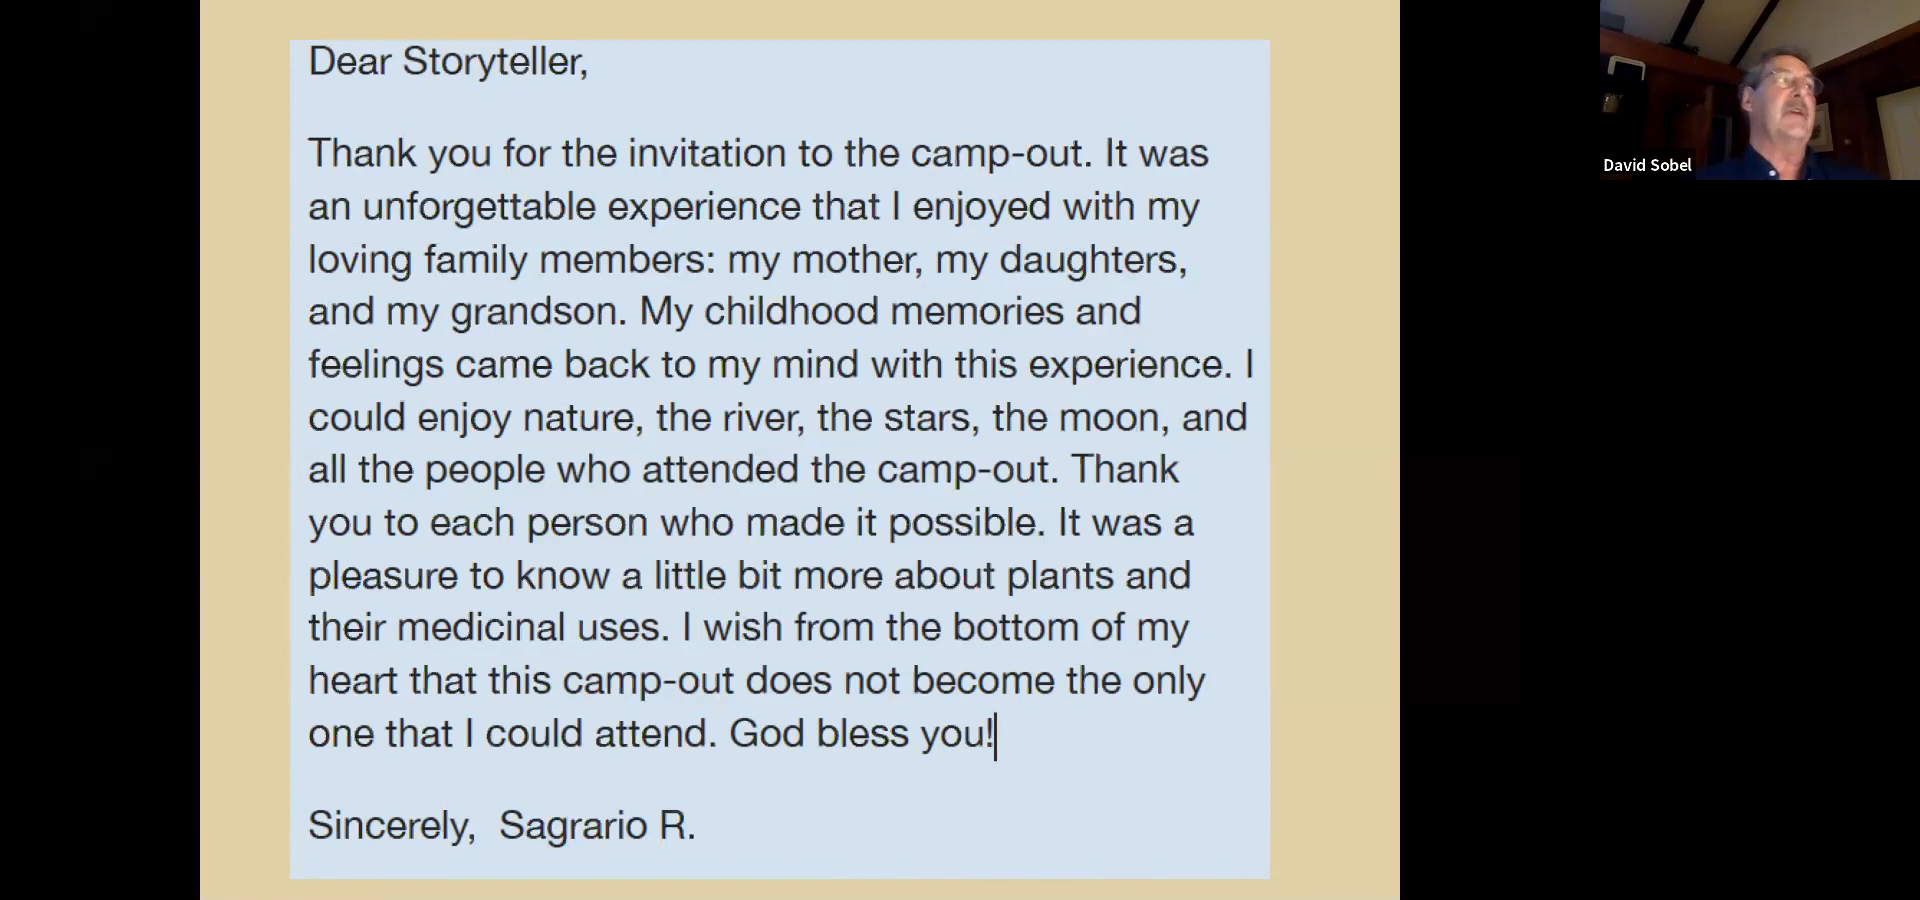 Dear Storyteller,
Thank you for the invitation to the camp-out. It was
an unforgettable experience that I enjoyed with my
loving family members: my mother, my daughters,
and my grandson. My childhood memories and
feelings came back to my mind with this experience. I
could enjoy nature, the river, the stars, the moon, and
all the people who attended the camp-out. Thank
you to each person who made it possible. It was a
pleasure to know a little bit more about plants and
their medicinal uses. I wish from the bottom of my
heart that this camp-out does not become the only
one that I could attend. God bless you!
Sincerely,  Sagrario R.
David Sobel